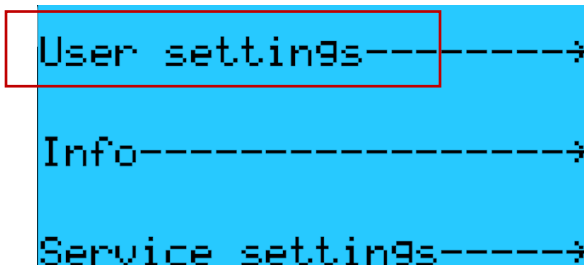 User settings--------→
Info-----------------→
Service settings-----→